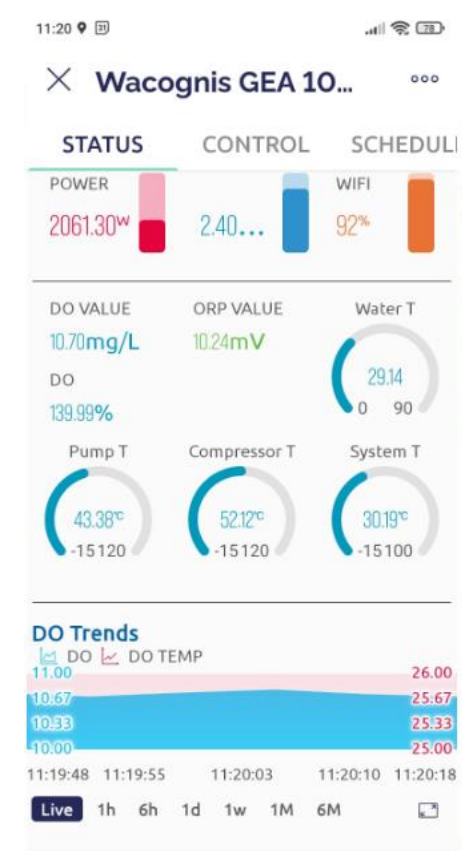 11:20 31 78
Wacognis GEA 10...
STATUS CONTROL SCHEDUL
POWER WIFI
2061.30W 2.40... 92%
DO VALUE ORP VALUE Water T
10.70mg/L 10.24mV
29.14
DO 0 90
139.99%
Pump T Compressor T System T
43.38°C 52.12°C 30.19°C
-15120 -15120 -15100
DO Trends
DO DO TEMP
11.00 26.00
10.67 25.67
10.33 25.33
10.00 25.00
11:19:48 11:19:55 11:20:03 11:20:10 11:20:18
Live 1h 6h 1d 1w 1M 6M